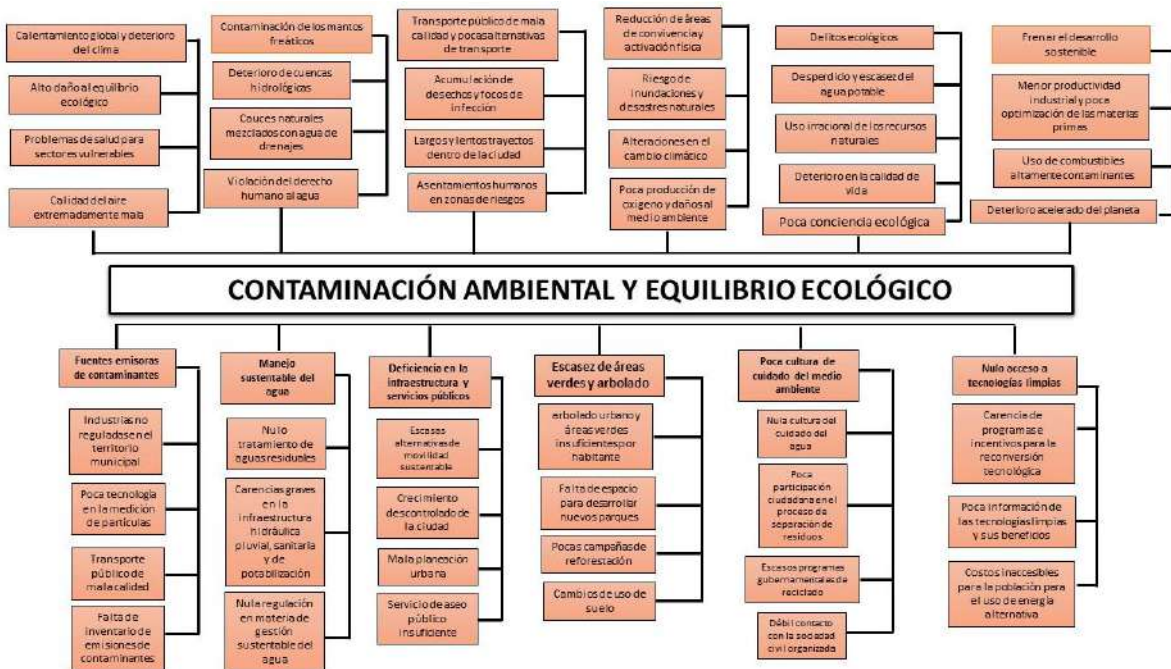 Calentamiento global y deterioro
del clima
Alto daño al equilibrio
ecológico
Problemas de salud para
sectores vulnerables
Calidad del aire
extremadamente mala
Contaminación de los mantos
freáticos
Deterioro de cuencas
hidrológicas
Cauces naturales
mezclados con agua de
drenajes
Violación del derecho
humano al agua
Transporte público de mala
calidad y pocas alternativas
de transporte
Acumulación de
desechos y focos de
infección
Largos y lentos trayectos
dentro de la ciudad
Asentamientos humanos
en zonas de riesgos
Reducción de áreas
de convivencia y
activación física
Riesgo de
inundaciones y
desastres naturales
Alteraciones en el
cambio climático
Poca producción de
oxigeno y daños al
medio ambiente
Delitos ecológicos
Desperdicio y escasez del
agua potable
Uso irracional de los recursos
naturales
Deterioro en la calidad de
vida
Poca conciencia ecológica
Frenar el desarrollo
sostenible
Menor productividad
industrial y poca
optimización de las materias
primas
Uso de combustibles
altamente contaminantes
Deterioro acelerado del planeta
CONTAMINACIÓN AMBIENTAL Y EQUILIBRIO ECOLÓGICO
Fuentes emisoras
de contaminantes
Industrias no
reguladas en el
territorio
municipal
Poca tecnología
en la medición
de partículas
Transporte
público de
mala calidad
Falta de
inventario de
emisiones de
contaminantes
Manejo
sustentable del
agua
Nulo
tratamiento de
aguas residuales
Carencias graves
en la
infraestructura
hidráulica
pluvial, sanitaria
y de
potabilización
Nula regulación
en materia de
gestión
sustentable del
agua
Deficiencia en la
infraestructura y
servicios públicos
Escasas
alternativas de
movilidad
sustentable
Crecimiento
descontrolado de
la ciudad
Mala planeación
urbana
Servicio de aseo
público
insuficiente
Escasez de áreas
verdes y arbolado
arbolado urbano y
áreas verdes
insuficientes por
habitante
Falta de espacio
para desarrollar
nuevos parques
Pocas campañas de
reforestación
Cambios de uso de
suelo
Poca cultura de
cuidado del medio
ambiente
Nula cultura del
cuidado del
agua
Poca
participación
ciudadana en el
proceso de
separación de
residuos
Escasos programas
gubernamentales de
reciclado
Débil contacto
con la sociedad
civil organizada
Nulo acceso a
tecnologías limpias
Carencia de
programas e
incentivos para la
reconversión
tecnológica
Poca información de
las tecnologías limpias
y sus beneficios
Costos inaccesibles
para la población para
el uso de energía
alternativa